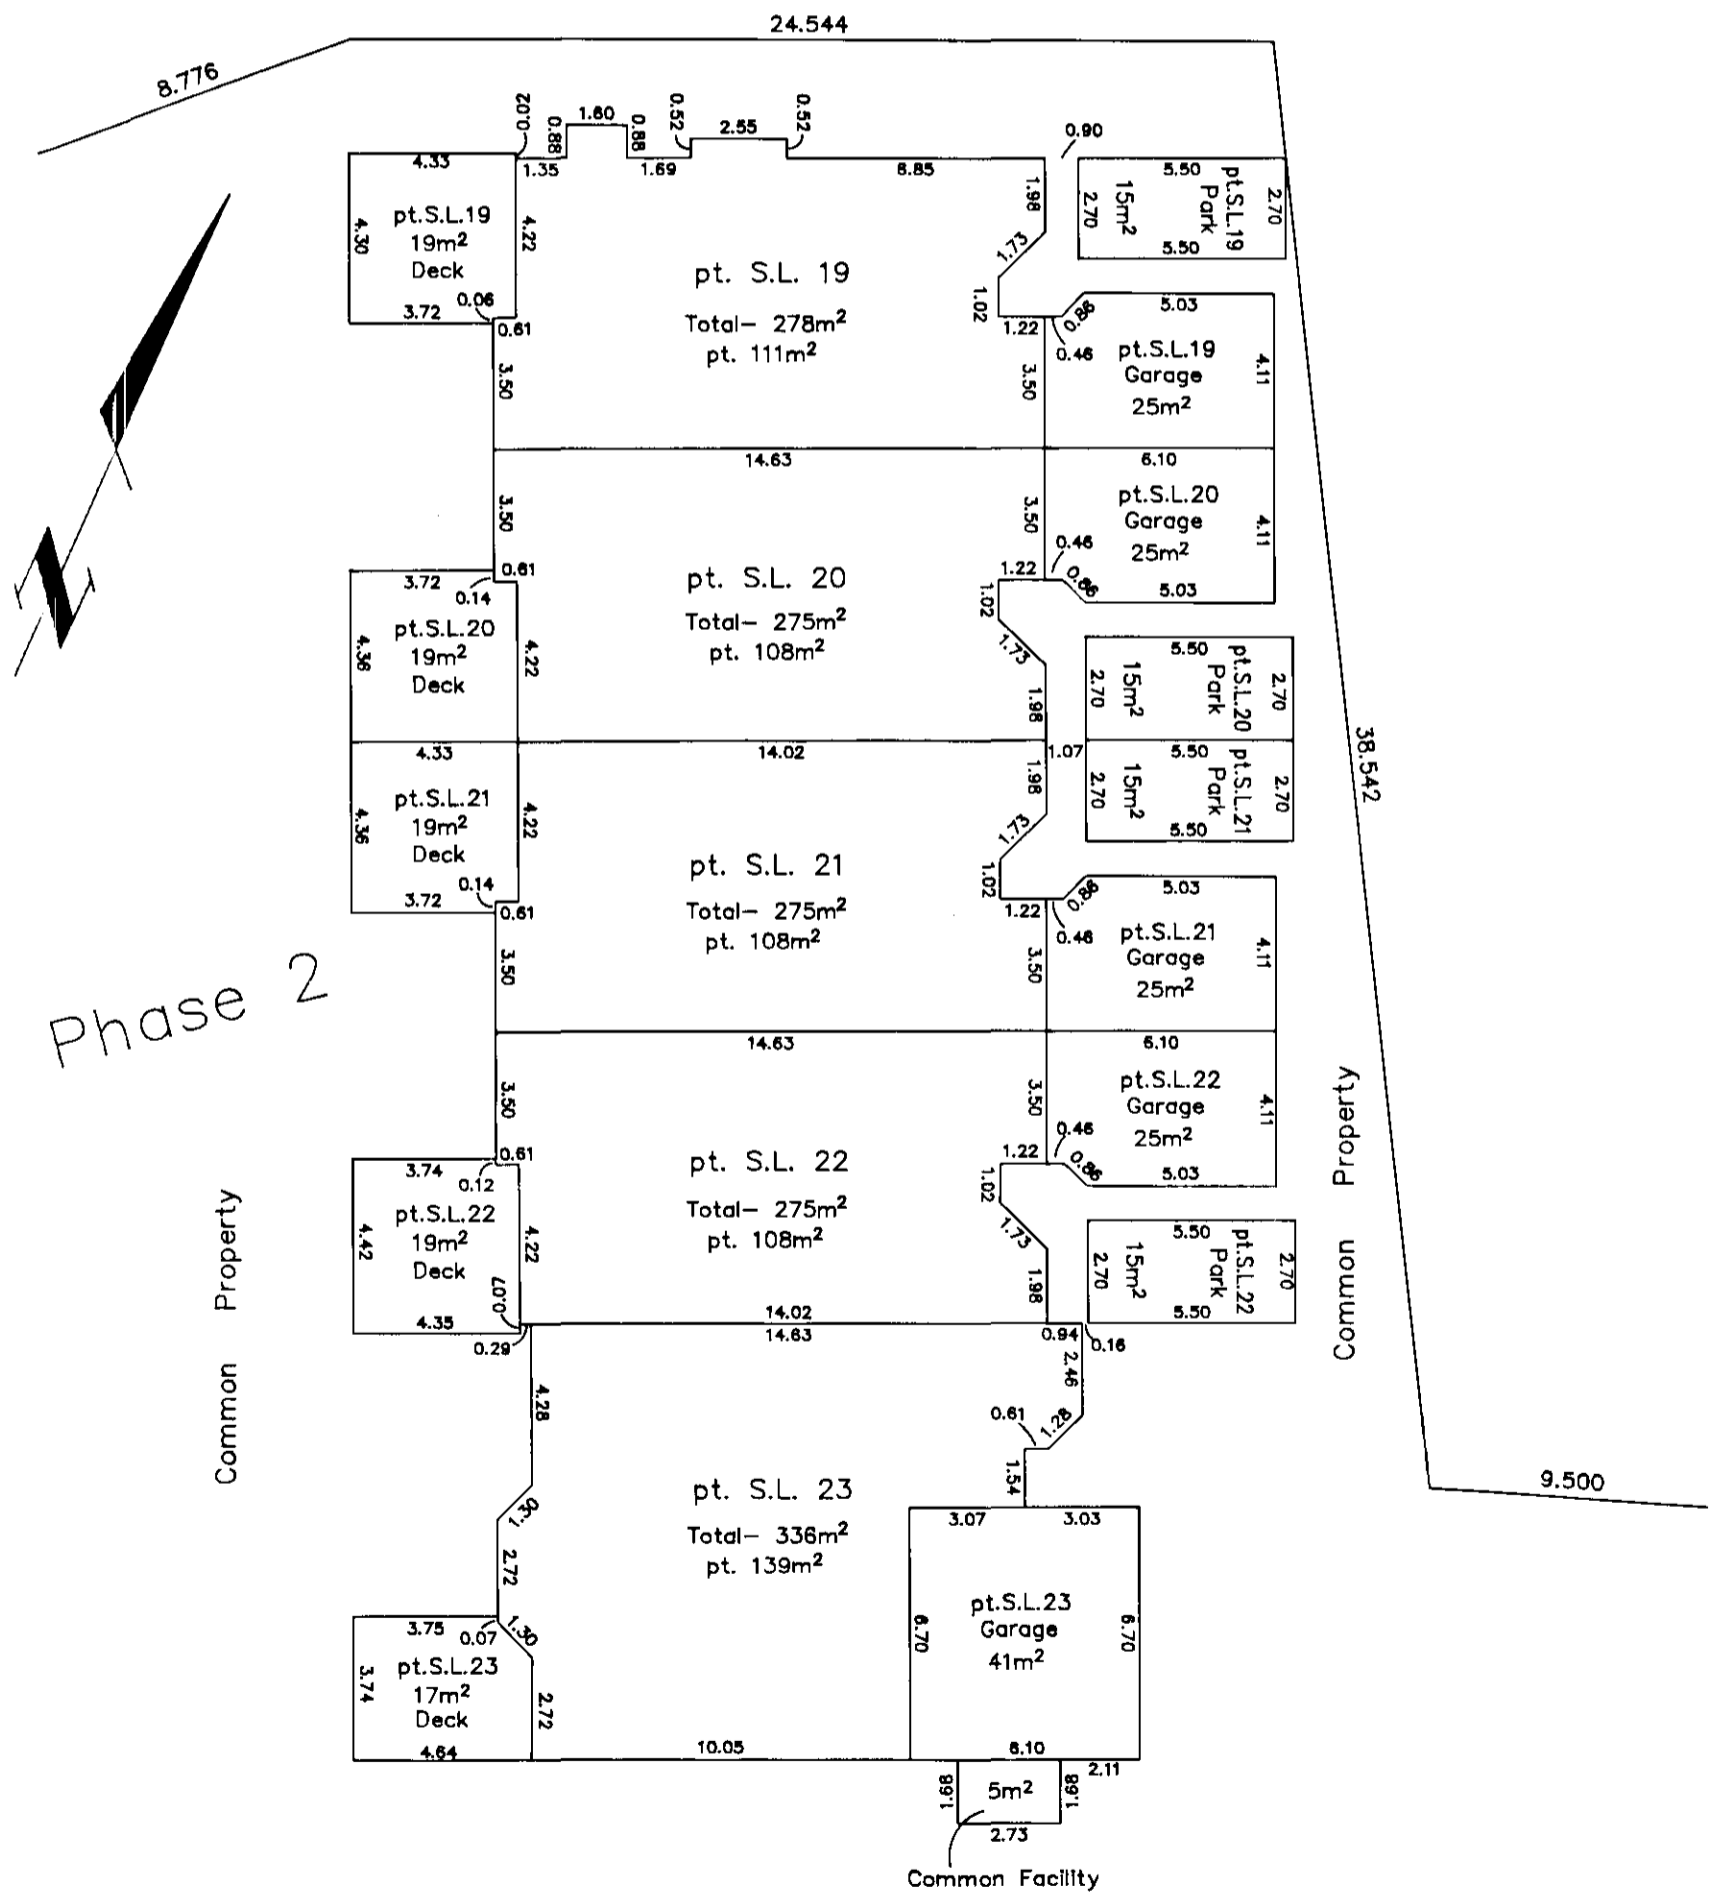 24.544
8.776
0.02
0.88
1.60
0.88
0.52
2.55
0.52
0.90
4.33
1.35
1.69
6.85
1.98
5.50
pt.S.L.19
Park
15m²
2.70
2.70
5.50
pt.S.L.19
19m²
Deck
4.30
4.22
0.06
3.72
0.61
pt. S.L. 19
Total- 278m²
pt. 111m²
1.73
1.02
1.22
0.86
5.03
0.46
pt.S.L.19
Garage
25m²
4.11
3.50
3.50
14.63
6.10
3.50
3.50
pt.S.L.20
Garage
25m²
4.11
0.46
1.22
0.86
5.03
3.72
0.61
0.14
pt.S.L.20
19m²
Deck
4.36
4.22
pt. S.L. 20
Total- 275m²
pt. 108m²
1.02
1.73
1.98
5.50
pt.S.L.20
Park
15m²
2.70
2.70
38.542
4.33
14.02
1.07
5.50
pt.S.L.21
Park
15m²
2.70
2.70
5.50
pt.S.L.21
19m²
Deck
4.36
4.22
0.14
3.72
0.61
pt. S.L. 21
Total- 275m²
pt. 108m²
1.98
1.73
1.02
1.22
0.86
5.03
0.46
pt.S.L.21
Garage
25m²
4.11
3.50
3.50
Phase 2
14.63
6.10
3.50
3.50
pt.S.L.22
Garage
25m²
4.11
0.46
1.22
0.86
5.03
Common Property
3.74
0.61
0.12
pt.S.L.22
19m²
Deck
4.42
4.22
0.07
4.35
0.29
pt. S.L. 22
Total- 275m²
pt. 108m²
1.02
1.73
1.98
5.50
pt.S.L.22
Park
15m²
2.70
2.70
5.50
Common Property
14.02
14.63
0.94
0.16
2.46
4.28
0.61
1.28
1.54
9.500
pt. S.L. 23
Total- 336m²
pt. 139m²
1.30
2.72
3.07
3.03
pt.S.L.23
Garage
41m²
6.70
6.70
3.75
0.07
1.30
pt.S.L.23
17m²
Deck
3.74
2.72
4.64
10.05
6.10
2.11
1.68
5m²
1.68
2.73
Common Facility